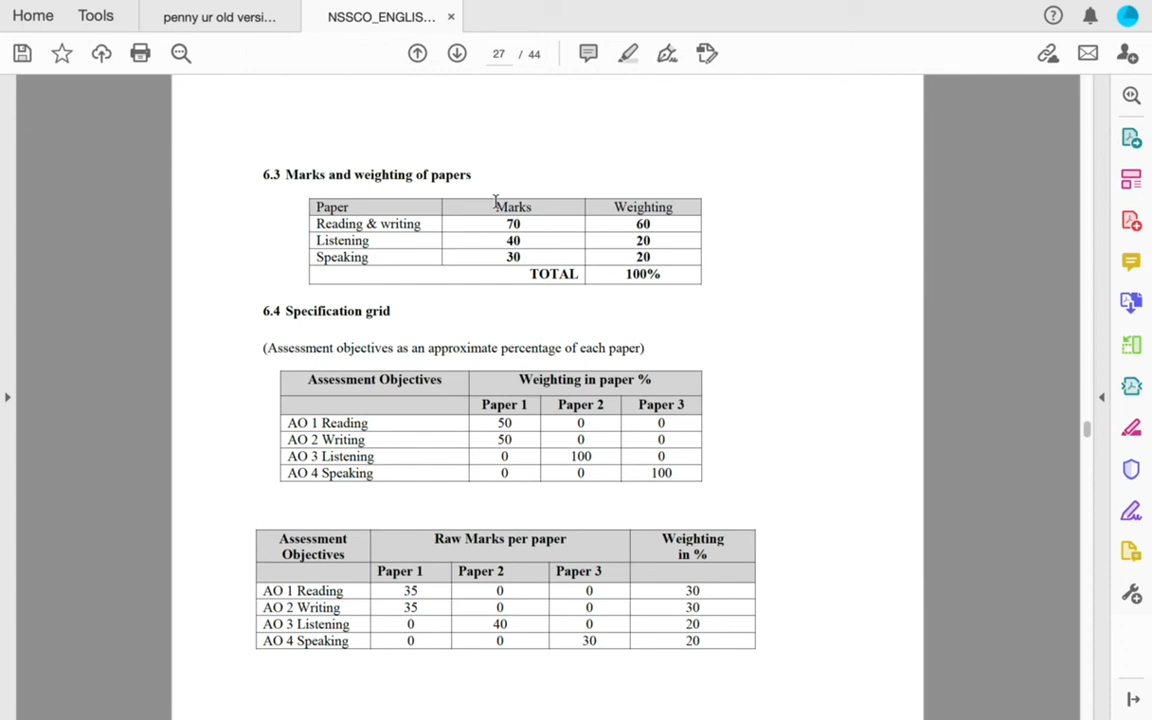 Home Tools penny ur old versi... NSSCO_ENGLIS... ×
27 / 44
6.3 Marks and weighting of papers
Paper Marks Weighting
Reading & writing 70 60
Listening 40 20
Speaking 30 20
TOTAL 100%
6.4 Specification grid
(Assessment objectives as an approximate percentage of each paper)
Assessment Objectives Weighting in paper %
Paper 1 Paper 2 Paper 3
AO 1 Reading 50 0 0
AO 2 Writing 50 0 0
AO 3 Listening 0 100 0
AO 4 Speaking 0 0 100
Assessment Raw Marks per paper Weighting
Objectives in %
Paper 1 Paper 2 Paper 3
AO 1 Reading 35 0 0 30
AO 2 Writing 35 0 0 30
AO 3 Listening 0 40 0 20
AO 4 Speaking 0 0 30 20